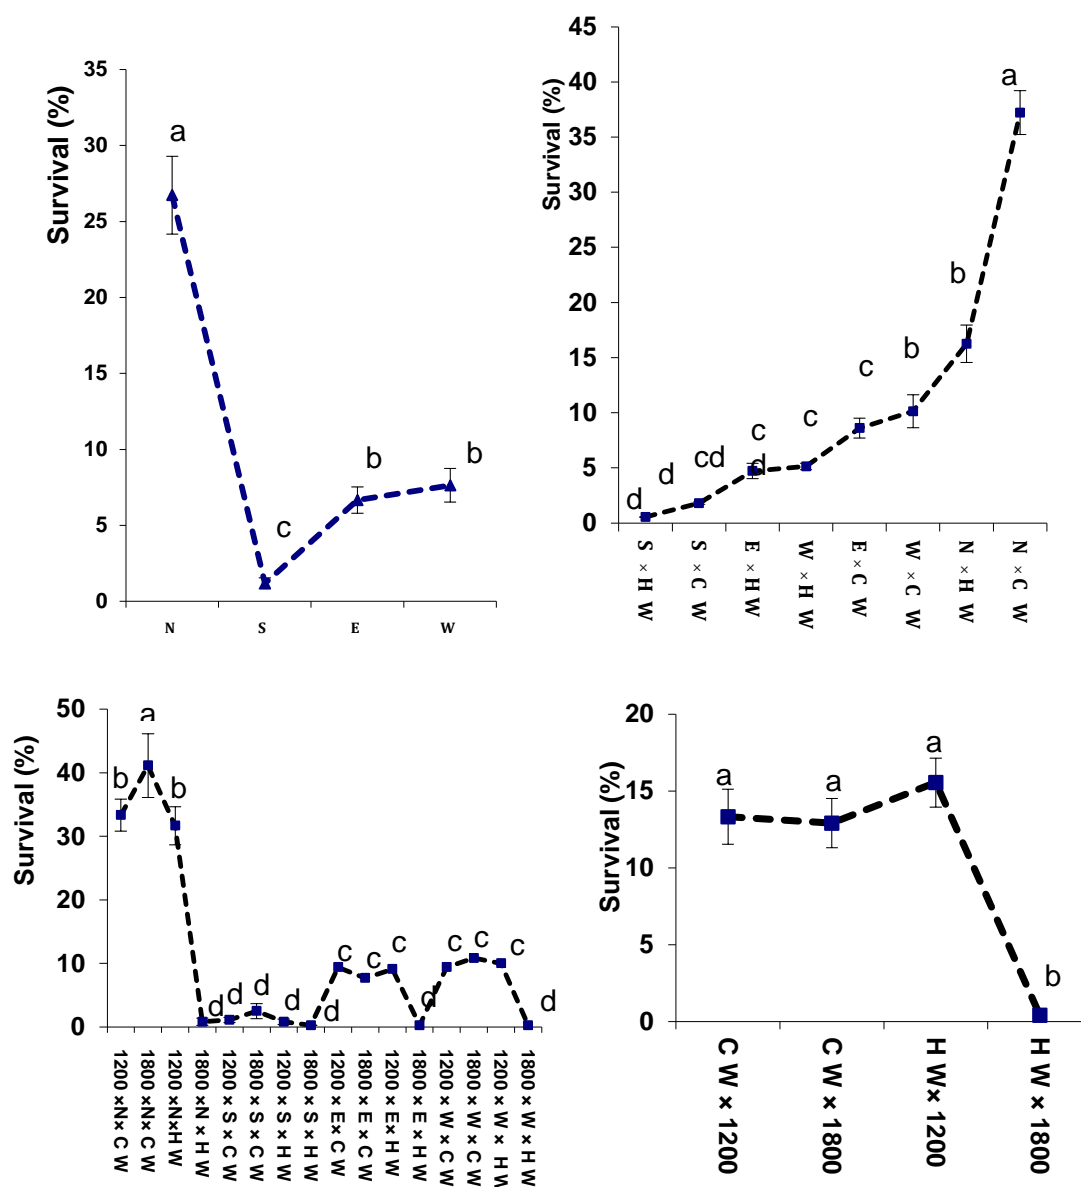 Survival (%)
35
30
25
20
15
10
5
0
a
c
b
b
N
S
E
W
Survival (%)
45
40
35
30
25
20
15
10
5
0
d
d
cd
c
d
c
c
b
b
a
S × H W
S × C W
E × H W
W × H W
E × C W
W × C W
N × H W
N × C W
Survival (%)
50
40
30
20
10
0
b
a
b
d
d
d
d
d
c
c
c
d
c
c
c
d
1200 ×N× C W
1800 ×N× C W
1200 ×N×H W
1800 ×N × H W
1200 × S × C W
1800 × S × C W
1200 × S × H W
1800 × S × H W
1200 × E× C W
1800 × E × C W
1200 × E× H W
1800 × E × H W
1200 × W× C W
1800 × W× C W
1200 × W × H W
1800 × W × H W
Survival (%)
20
15
10
5
0
a
a
a
b
C W × 1200
C W × 1800
H W× 1200
H W × 1800